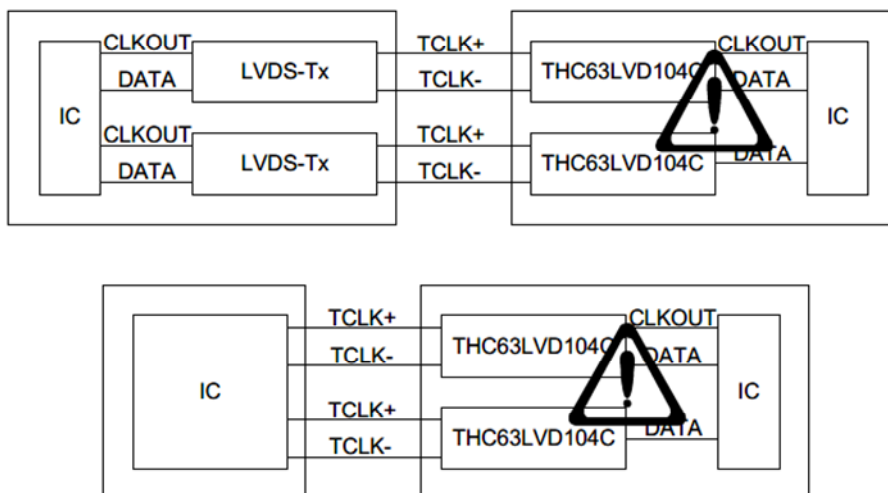 CLKOUT
LVDS-Tx
TCLK+
THC63LVD104C
CLKOUT
DATA
TCLK-
DATA
IC
IC
CLKOUT
LVDS-Tx
TCLK+
THC63LVD104C
DATA
DATA
TCLK-
TCLK+
THC63LVD104C
CLKOUT
TCLK-
DATA
IC
IC
TCLK+
THC63LVD104C
DATA
TCLK-